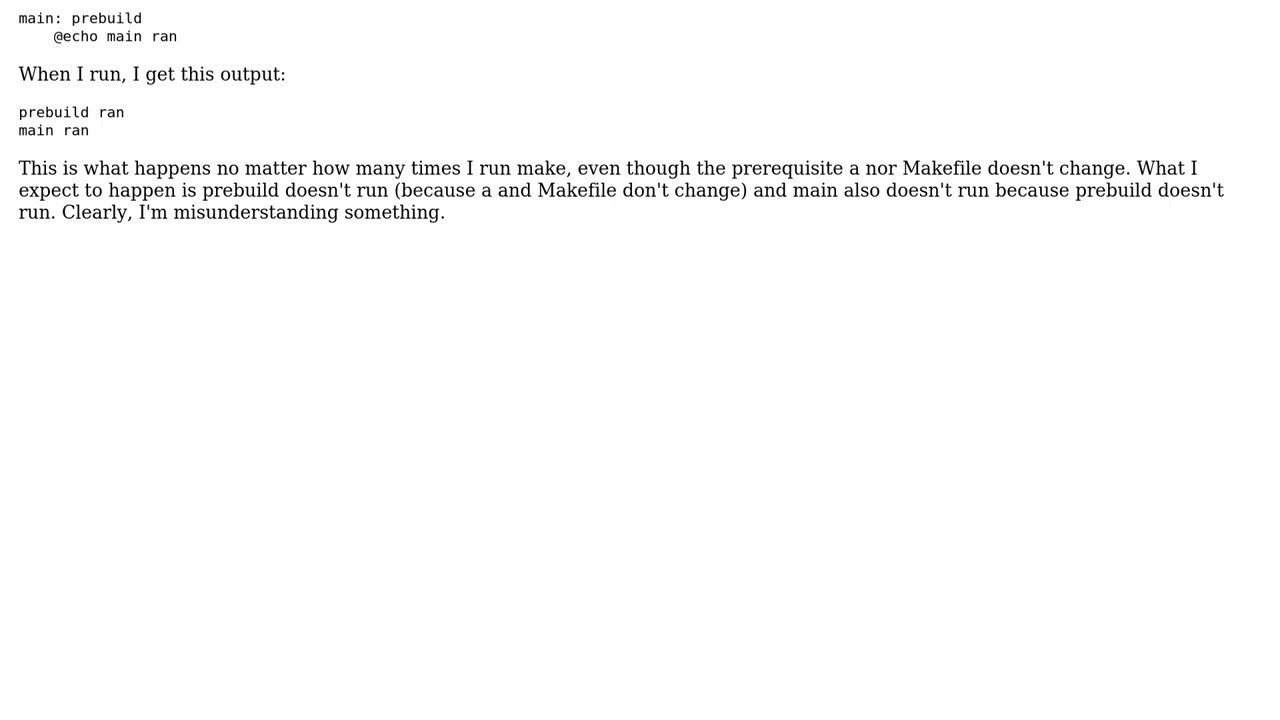 main: prebuild
    @echo main ran
When I run, I get this output:
prebuild ran
main ran
This is what happens no matter how many times I run make, even though the prerequisite a nor Makefile doesn't change. What I
expect to happen is prebuild doesn't run (because a and Makefile don't change) and main also doesn't run because prebuild doesn't
run. Clearly, I'm misunderstanding something.